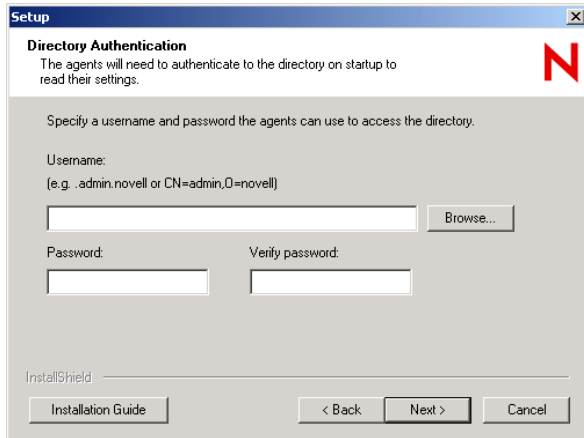 Setup
Directory Authentication
The agents will need to authenticate to the directory on startup to
read their settings.
N
Specify a username and password the agents can use to access the directory.
Username:
(e.g. .admin.novell or CN=admin,O=novell)
Browse...
Password:
Verify password:
InstallShield
Installation Guide
< Back
Next >
Cancel